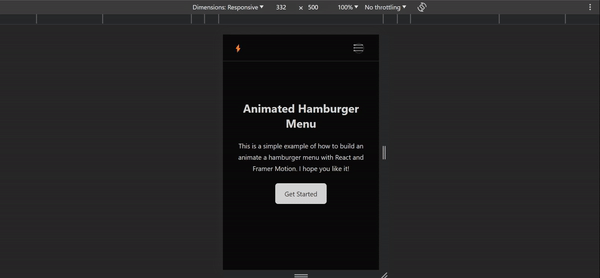 Dimensions: Responsive ▼ 332 × 500 100% ▼ No throttling ▼
Animated Hamburger
Menu
This is a simple example of how to build an
animate a hamburger menu with React and
Framer Motion. I hope you like it!
Get Started